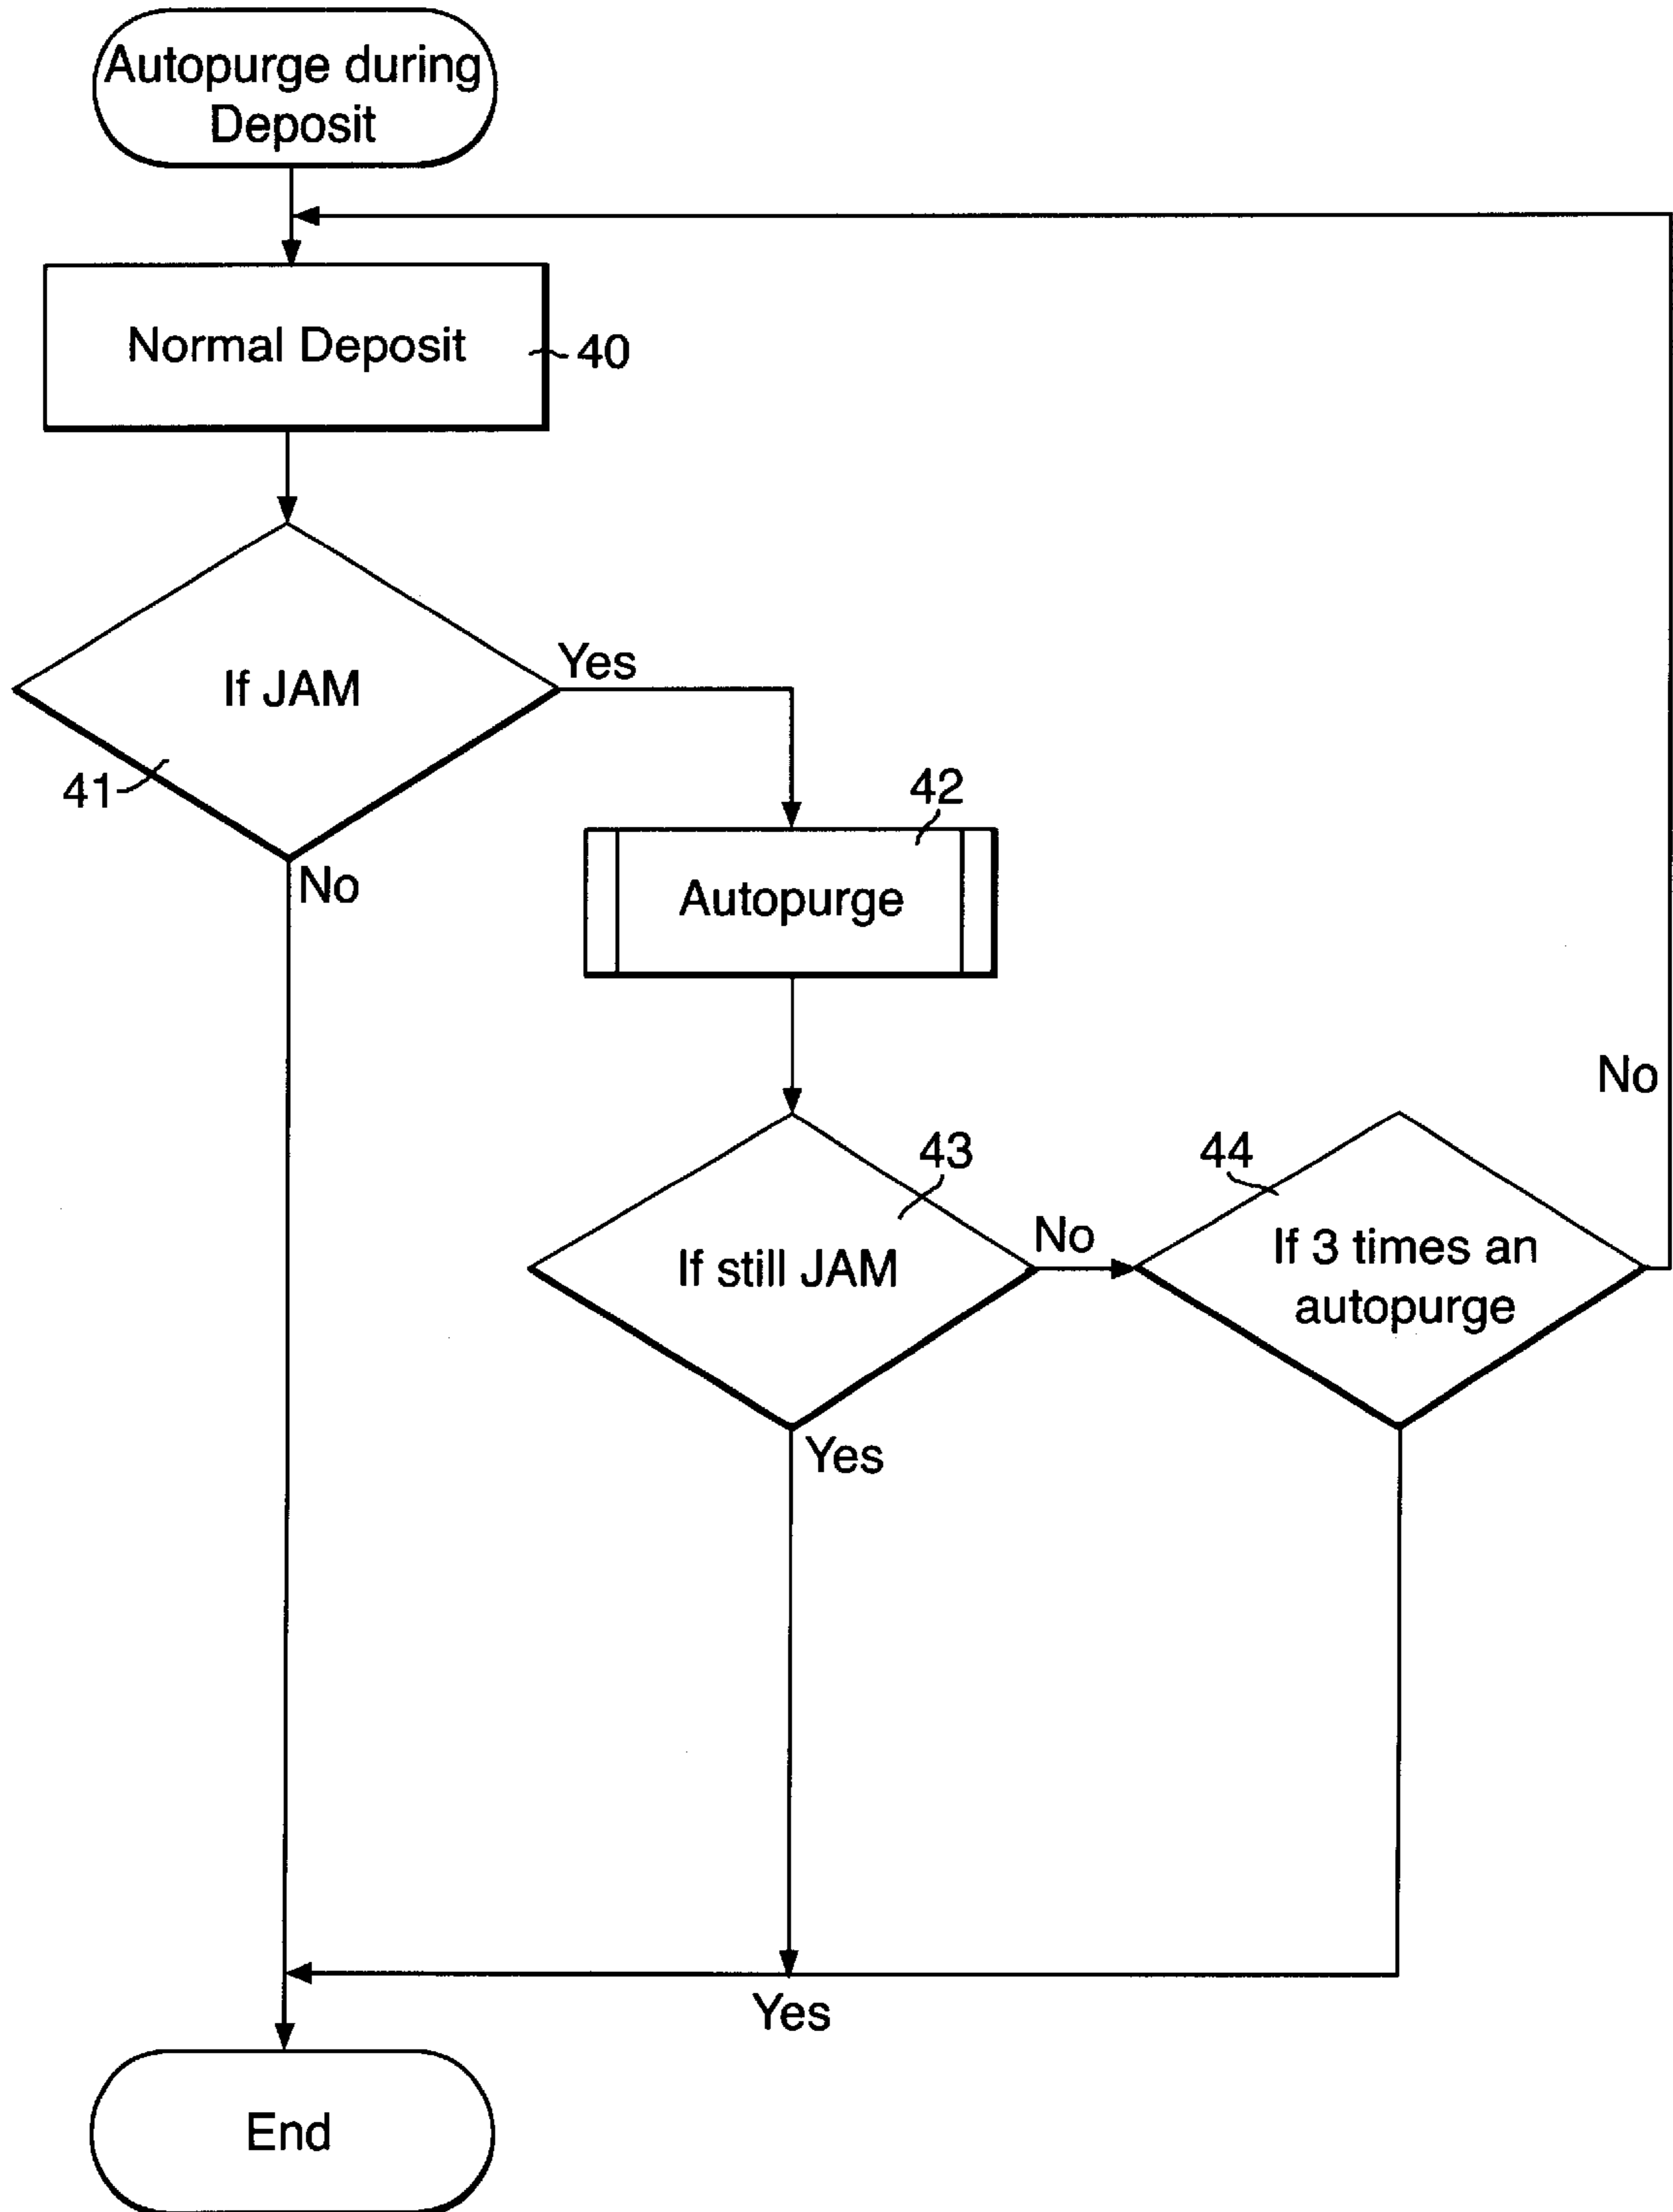 Autopurge during
Deposit
Normal Deposit
40
If JAM
Yes
41
No
42
Autopurge
No
43
44
If still JAM
No
If 3 times an
autopurge
Yes
Yes
End